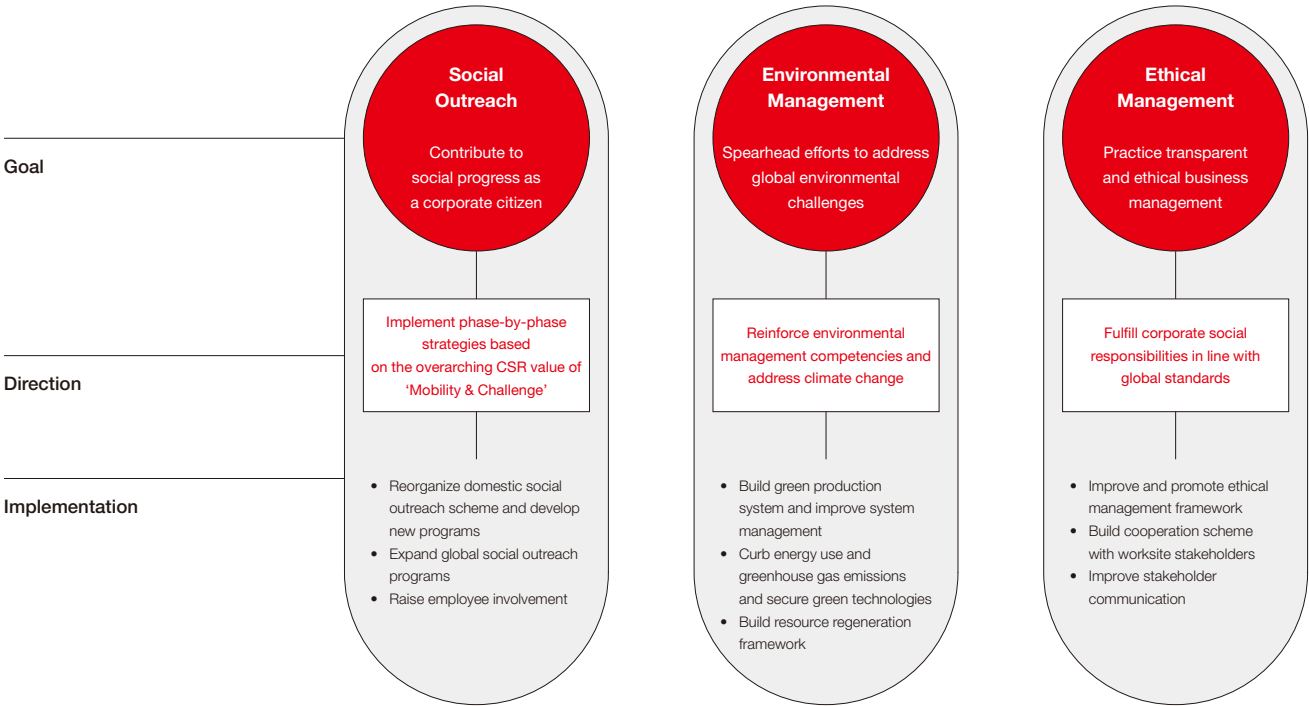 Goal
Direction
Implementation
Social
Outreach
Contribute to
social progress as
a corporate citizen
Implement phase-by-phase
strategies based
on the overarching CSR value of
‘Mobility & Challenge’
• Reorganize domestic social
outreach scheme and develop
new programs
• Expand global social outreach
programs
• Raise employee involvement
Environmental
Management
Spearhead efforts to address
global environmental
challenges
Reinforce environmental
management competencies and
address climate change
• Build green production
system and improve system
management
• Curb energy use and
greenhouse gas emissions
and secure green technologies
• Build resource regeneration
framework
Ethical
Management
Practice transparent
and ethical business
management
Fulfill corporate social
responsibilities in line with
global standards
• Improve and promote ethical
management framework
• Build cooperation scheme
with worksite stakeholders
• Improve stakeholder
communication